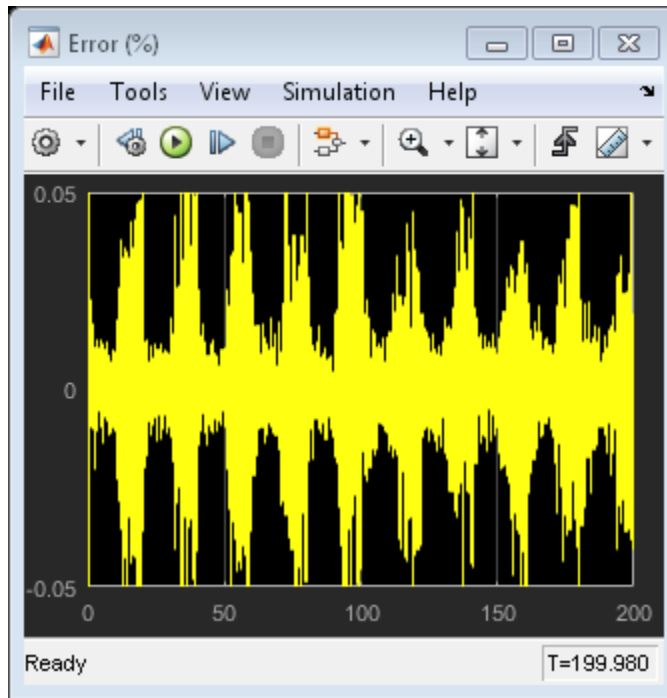 Error (%)
File Tools View Simulation Help
0.05
0
-0.05
0 50 100 150 200
Ready T=199.980